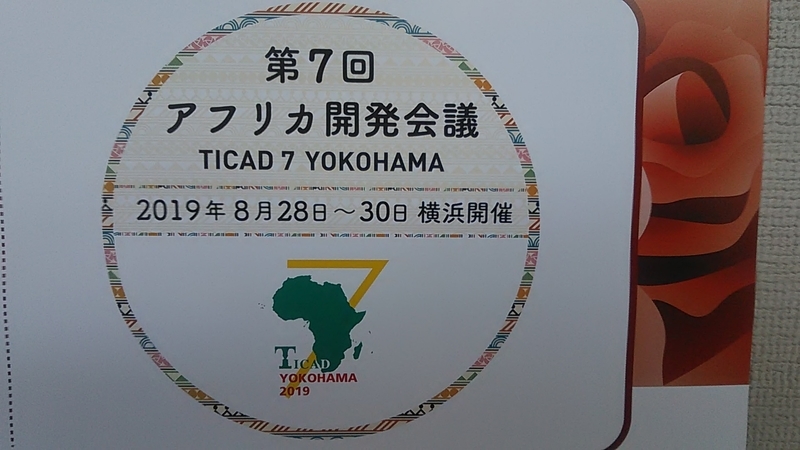 第7回
アフリカ開発会議
TICAD 7 YOKOHAMA
2019年8月28日～30日 横浜開催
7
TICAD
YOKOHAMA
2019